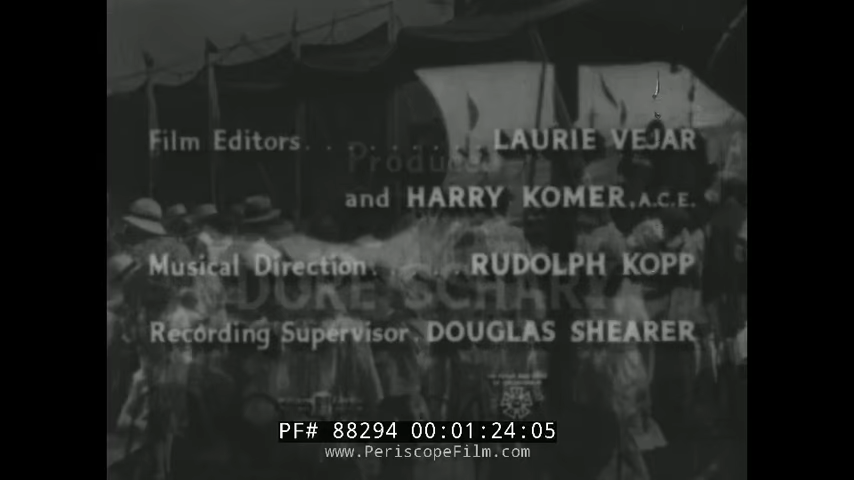 Film Editors. . . . . . . . . LAURIE VEJAR
Produced
and HARRY KOMER, A.C.E.
Musical Direction. . . . . . RUDOLPH KOPP
DORE SCHARY
Recording Supervisor. DOUGLAS SHEARER
PF# 88294 00:01:24:05
www.PeriscopeFilm.com